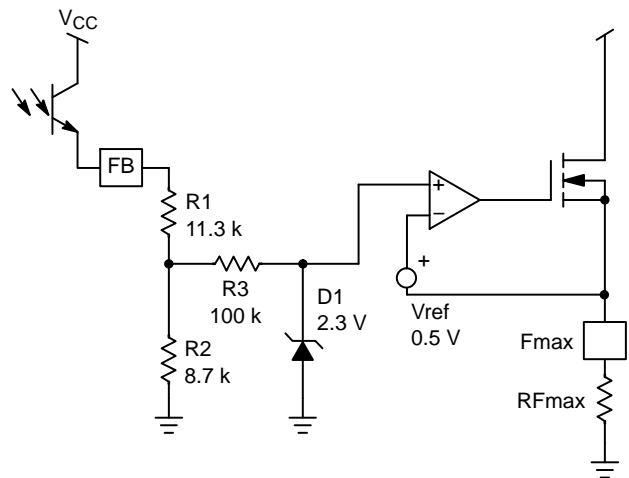 VCC
FB
R1
11.3 k
R3
100 k
D1
2.3 V
R2
8.7 k
+
−
+
Vref
0.5 V
Fmax
RFmax